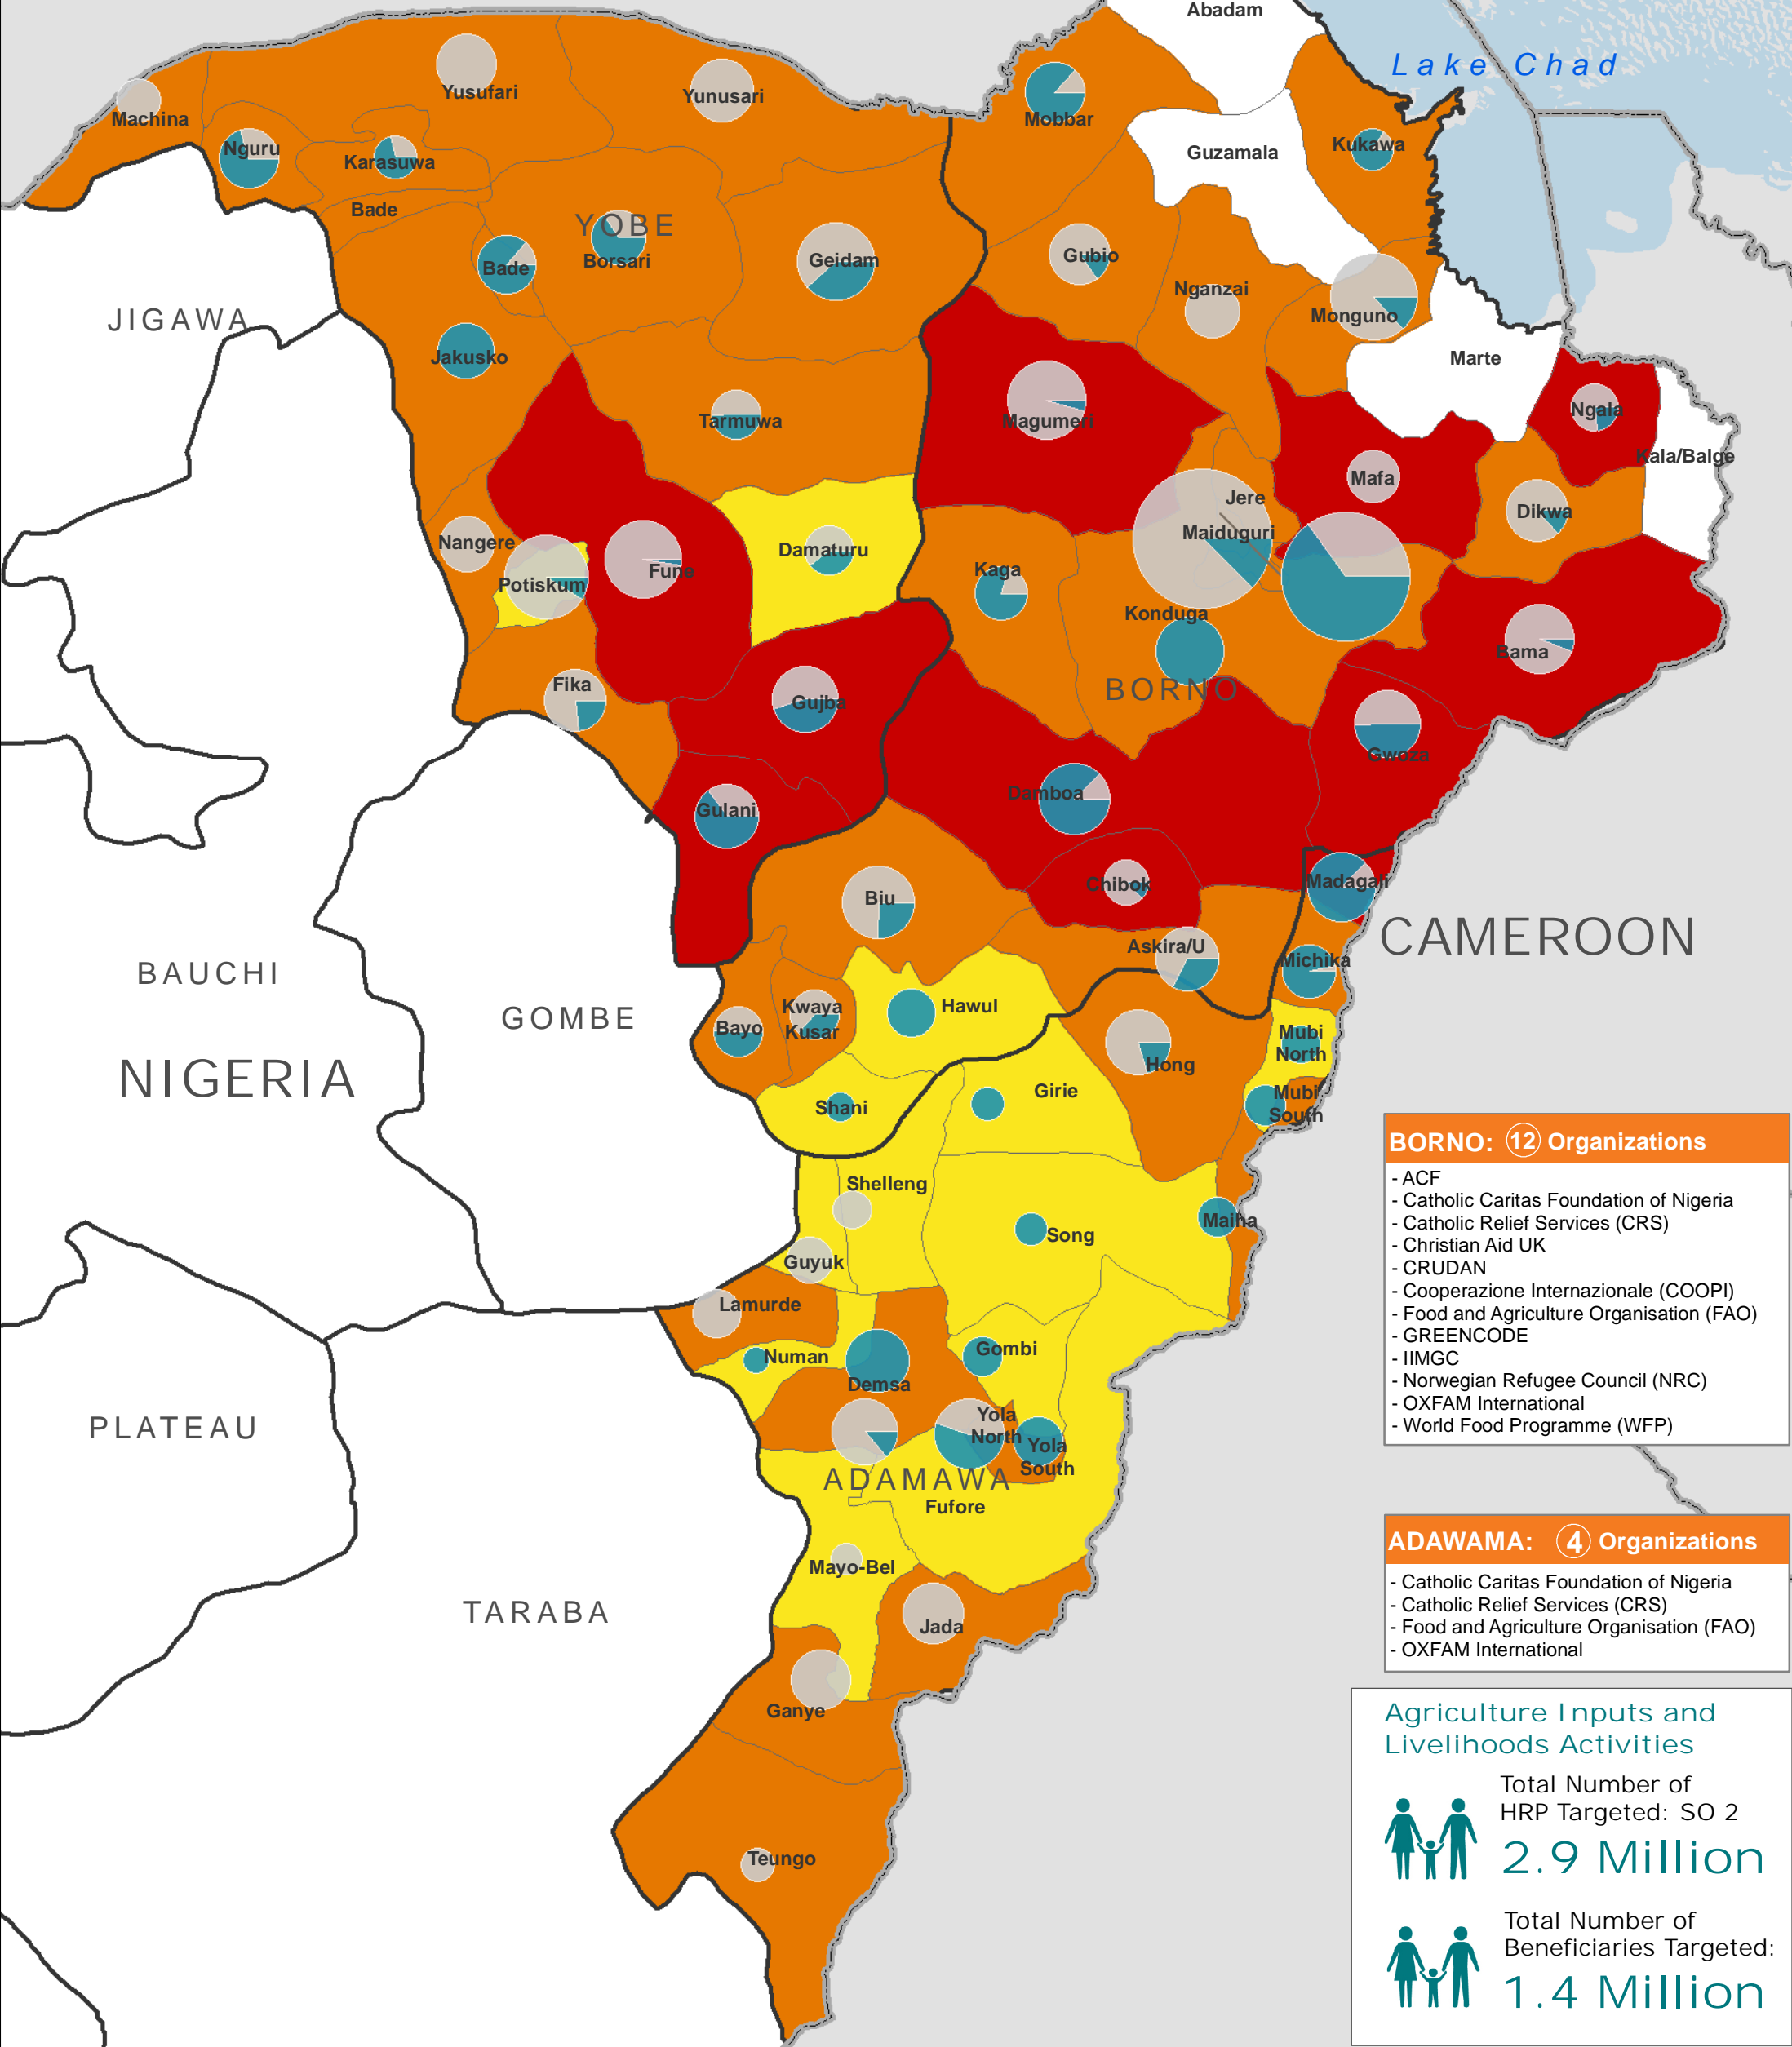 Abadam
Lake Chad
Yusufari
Yunusari
Machina
Mobbar
Nguru
Karasuwa
Guzamala
Kukawa
Bade
YOBE
Borsari
Geidam
Bade
Gubio
Nganzai
Monguno
JIGAWA
Jakusko
Marte
Tarmuwa
Magumeri
Ngala
Kala/Balge
Mafa
Jere
Dikwa
Maiduguri
Nangere
Damaturu
Potiskum
Fune
Kaga
Konduga
Bama
BORNO
Fika
Gujba
Gwoza
Gulani
Damboa
Chibok
Madagali
Biu
CAMEROON
Askira/U
Michika
BAUCHI
GOMBE
Kwaya
Kusar
Hawul
Bayo
Mubi
North
NIGERIA
Hong
Girie
Mubi
South
Shani
Shelleng
Maiha
Song
Guyuk
Lamurde
Numan
Gombi
Demsa
PLATEAU
Yola
North
Yola
South
ADAMAWA
Fufore
Mayo-Bel
TARABA
Jada
Ganye
Teungo
BORNO: 12 Organizations
- ACF
- Catholic Caritas Foundation of Nigeria
- Catholic Relief Services (CRS)
- Christian Aid UK
- CRUDAN
- Cooperazione Internazionale (COOPI)
- Food and Agriculture Organisation (FAO)
- GREENCODE
- IIMGC
- Norwegian Refugee Council (NRC)
- OXFAM International
- World Food Programme (WFP)
ADAWAMA: 4 Organizations
- Catholic Caritas Foundation of Nigeria
- Catholic Relief Services (CRS)
- Food and Agriculture Organisation (FAO)
- OXFAM International
Agriculture Inputs and
Livelihoods Activities
Total Number of
HRP Targeted: SO 2
2.9 Million
Total Number of
Beneficiaries Targeted:
1.4 Million